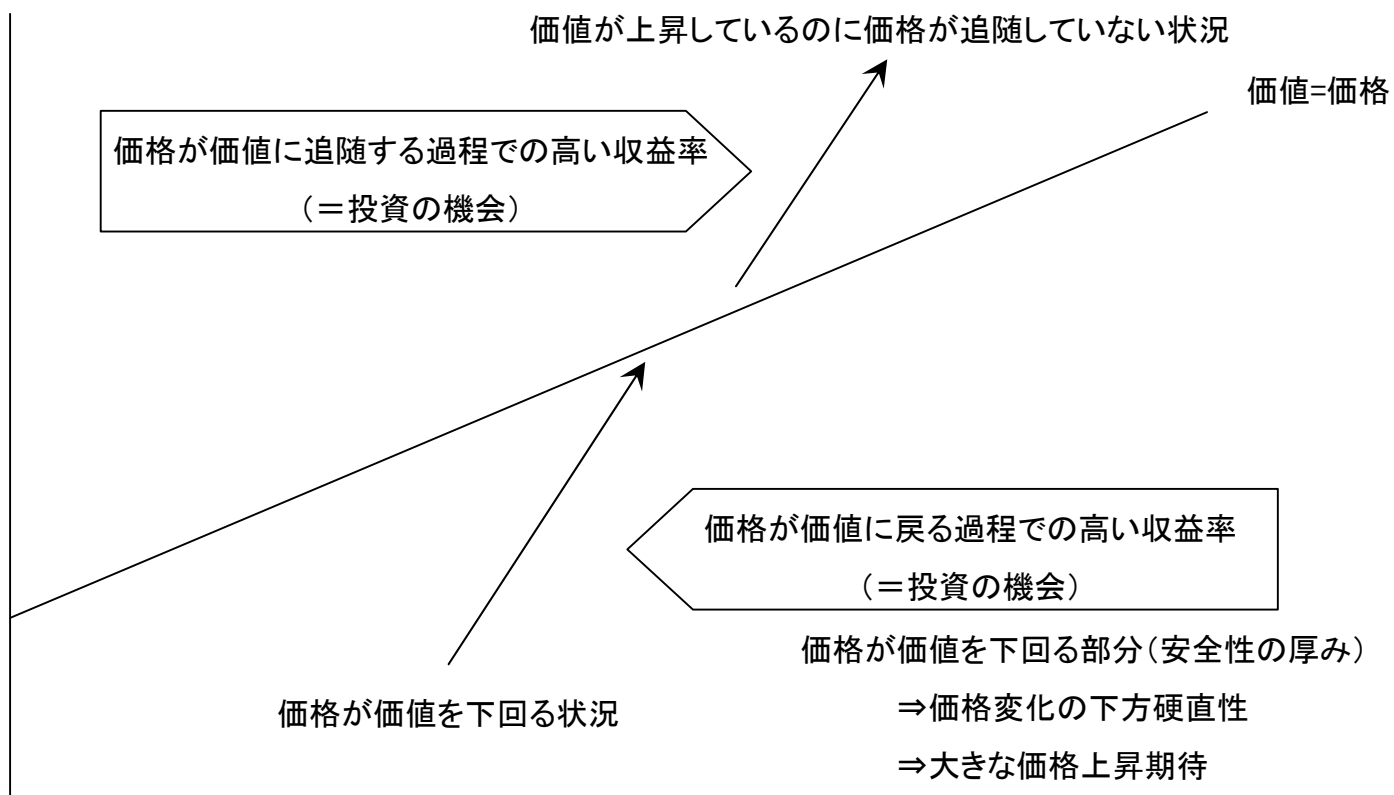 価値が上昇しているのに価格が追随していない状況
価値=価格
価格が価値に追随する過程での高い収益率
（＝投資の機会）
価格が価値に戻る過程での高い収益率
（＝投資の機会）
価格が価値を下回る部分（安全性の厚み）
価格が価値を下回る状況
⇒価格変化の下方硬直性
⇒大きな価格上昇期待